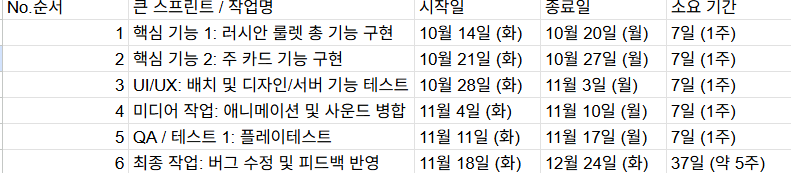 No.순서 큰 스프린트 / 작업명 시작일 종료일 소요 기간
1 핵심 기능 1: 러시안 룰렛 총 기능 구현 10월 14일 (화) 10월 20일 (월) 7일 (1주)
2 핵심 기능 2: 주 카드 기능 구현 10월 21일 (화) 10월 27일 (월) 7일 (1주)
3 UI/UX: 배치 및 디자인/서버 기능 테스트 10월 28일 (화) 11월 3일 (월) 7일 (1주)
4 미디어 작업: 애니메이션 및 사운드 병합 11월 4일 (화) 11월 10일 (월) 7일 (1주)
5 QA / 테스트 1: 플레이테스트 11월 11일 (화) 11월 17일 (월) 7일 (1주)
6 최종 작업: 버그 수정 및 피드백 반영 11월 18일 (화) 12월 24일 (화) 37일 (약 5주)